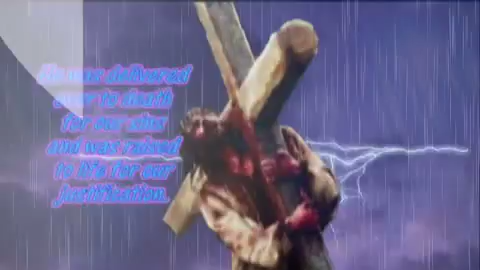 He was delivered
over to death
for our sins
and was raised
to life for our
justification.